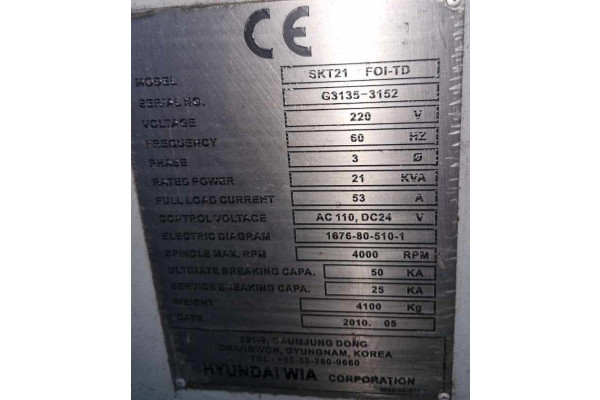 CE
MODEL SKT21 FOI-TD
SERIAL NO. G3135-3152
VOLTAGE 220 V
FREQUENCY 60 HZ
PHASE 3 Ø
RATED POWER 21 KVA
FULL LOAD CURRENT 53 A
CONTROL VOLTAGE AC 110, DC24 V
ELECTRIC DIAGRAM 1676-80-510-1
SPINDLE MAX. RPM 4000 RPM
ULTIMATE BREAKING CAPA. 50 KA
SERVICE BREAKING CAPA. 25 KA
WEIGHT 4100 Kg
DATE 2010. 05
GAUMJUNG DONG
CHANGWON, GYUNGNAM, KOREA
HYUNDAI WIA CORPORATION